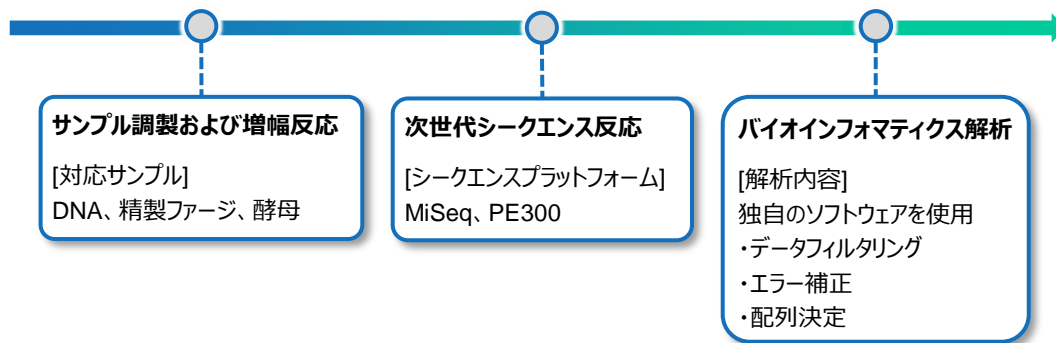 サンプル調製および増幅反応
[対応サンプル]
DNA、精製ファージ、酵母
次世代シークエンス反応
[シークエンスプラットフォーム]
MiSeq、PE300
バイオインフォマティクス解析
[解析内容]
独自のソフトウェアを使用
・データフィルタリング
・エラー補正
・配列決定